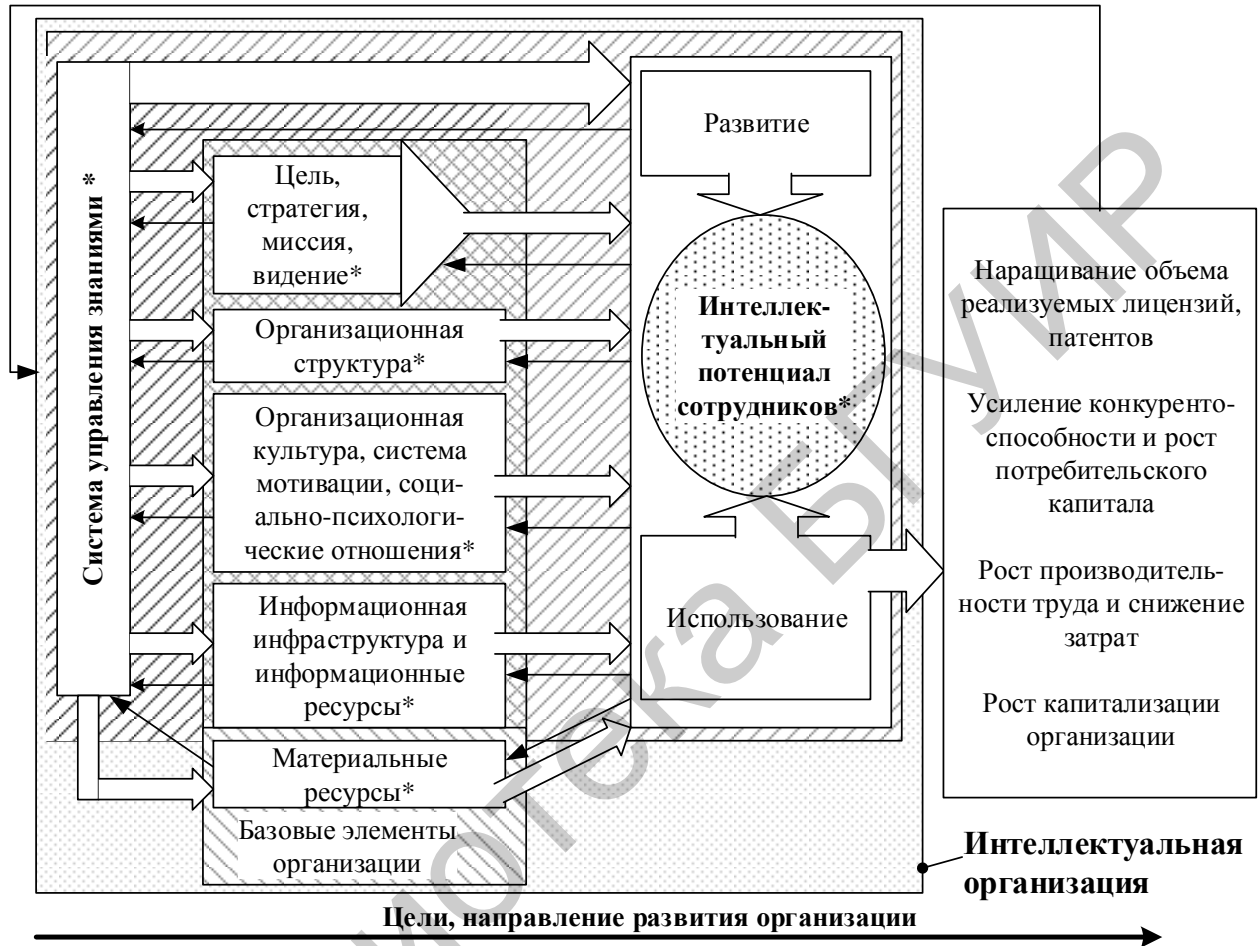 Система управления знаниями *
Цель,
стратегия,
миссия,
видение*
Организационная
структура*
Организационная
культура, система
мотивации, соци-
ально-психологи-
ческие отношения*
Информационная
инфраструктура и
информационные
ресурсы*
Материальные
ресурсы*
Базовые элементы
организации
Развитие
Интеллек-
туальный
потенциал
сотрудников*
Использование
Наращивание объема
реализуемых лицензий,
патентов
Усиление конкуренто-
способности и рост
потребительского
капитала
Рост производитель-
ности труда и снижение
затрат
Рост капитализации
организации
Интеллектуальная
организация
Цели, направление развития организации
иотека БГУИР